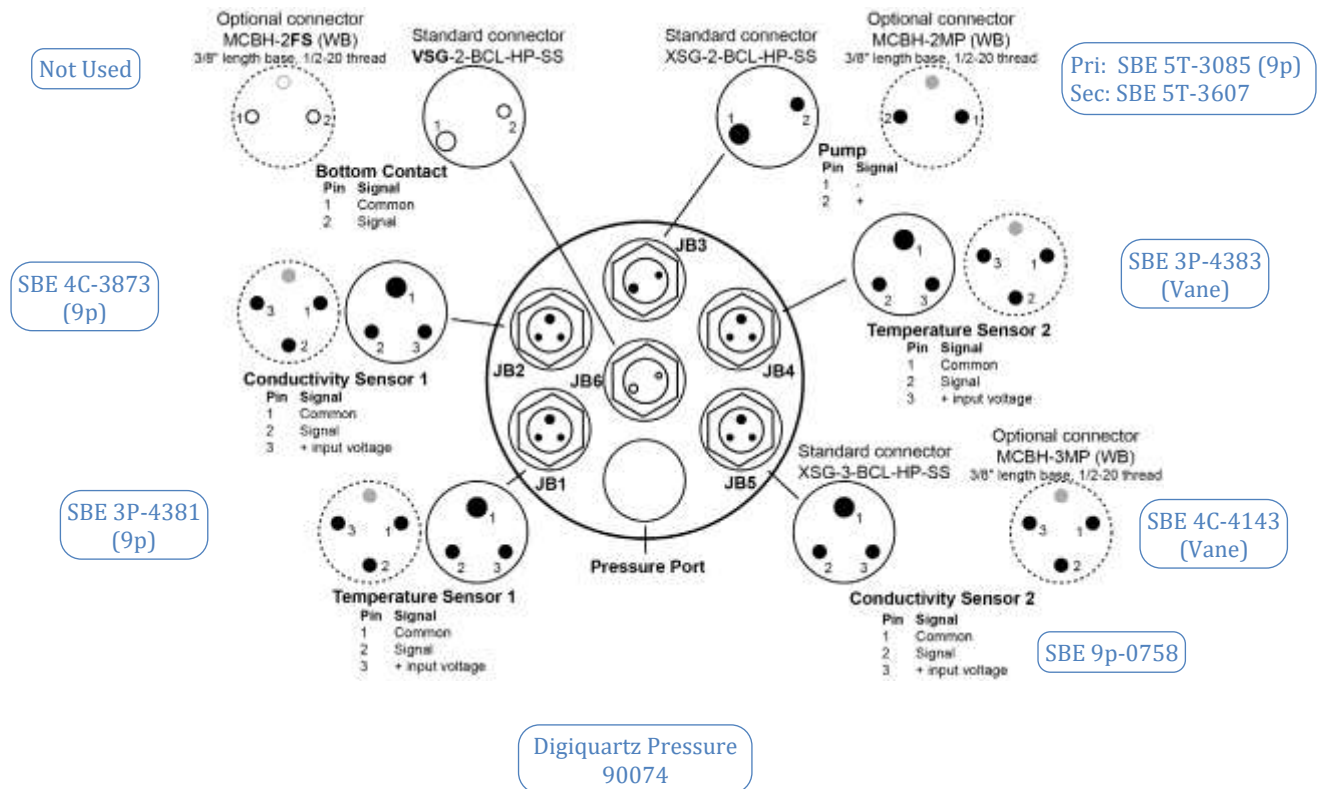 Optional connector
MCBH-2FS (WB)
3/8" length base, 1/2-20 thread
1
2
Standard connector
VSG-2-BCL-HP-SS
1
2
Standard connector
XSG-2-BCL-HP-SS
1
2
Optional connector
MCBH-2MP (WB)
3/8" length base, 1/2-20 thread
2
1
Not Used
Pri: SBE 5T-3085 (9p)
Sec: SBE 5T-3607
Bottom Contact
Pin Signal
1 Common
2 Signal
Pump
Pin Signal
1 -
2 +
SBE 4C-3873
(9p)
3
1
2
1
2
3
Conductivity Sensor 1
Pin Signal
1 Common
2 Signal
3 + input voltage
JB3
JB2
JB6
JB4
JB1
JB5
Pressure Port
1
2
3
3
1
2
Temperature Sensor 2
Pin Signal
1 Common
2 Signal
3 + input voltage
SBE 3P-4383
(Vane)
SBE 3P-4381
(9p)
3
1
2
1
2
3
Temperature Sensor 1
Pin Signal
1 Common
2 Signal
3 + input voltage
Standard connector
XSG-3-BCL-HP-SS
1
2
3
Optional connector
MCBH-3MP (WB)
3/8" length base, 1/2-20 thread
3
1
2
SBE 4C-4143
(Vane)
Conductivity Sensor 2
Pin Signal
1 Common
2 Signal
3 + input voltage
SBE 9p-0758
Digiquartz Pressure
90074